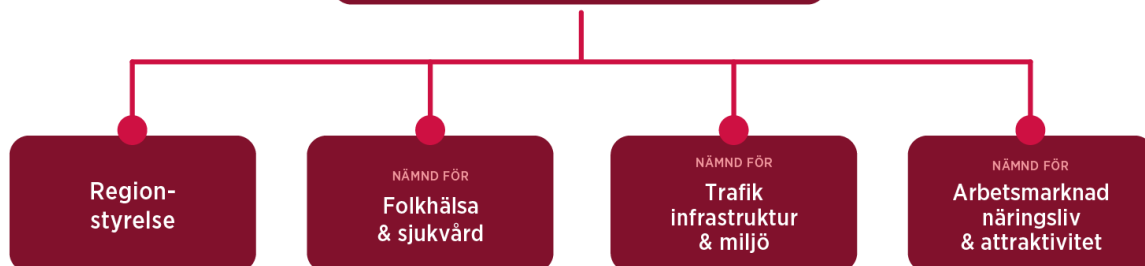 Region-
styrelse
NÄMND FÖR
Folkhälsa
& sjukvård
NÄMND FÖR
Trafik
infrastruktur
& miljö
NÄMND FÖR
Arbetsmarknad
näringsliv
& attraktivitet